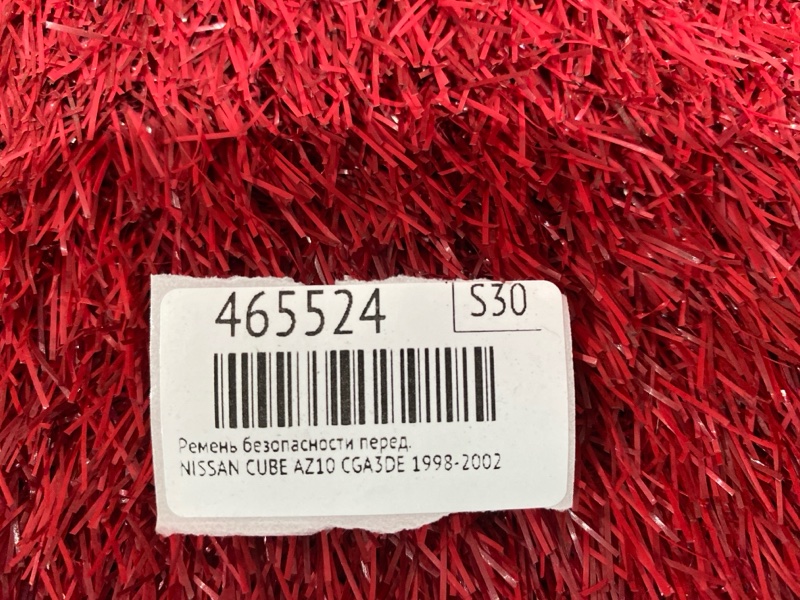 465524 S30
Ремень безопасности перед.
NISSAN CUBE AZ10 CGA3DE 1998-2002